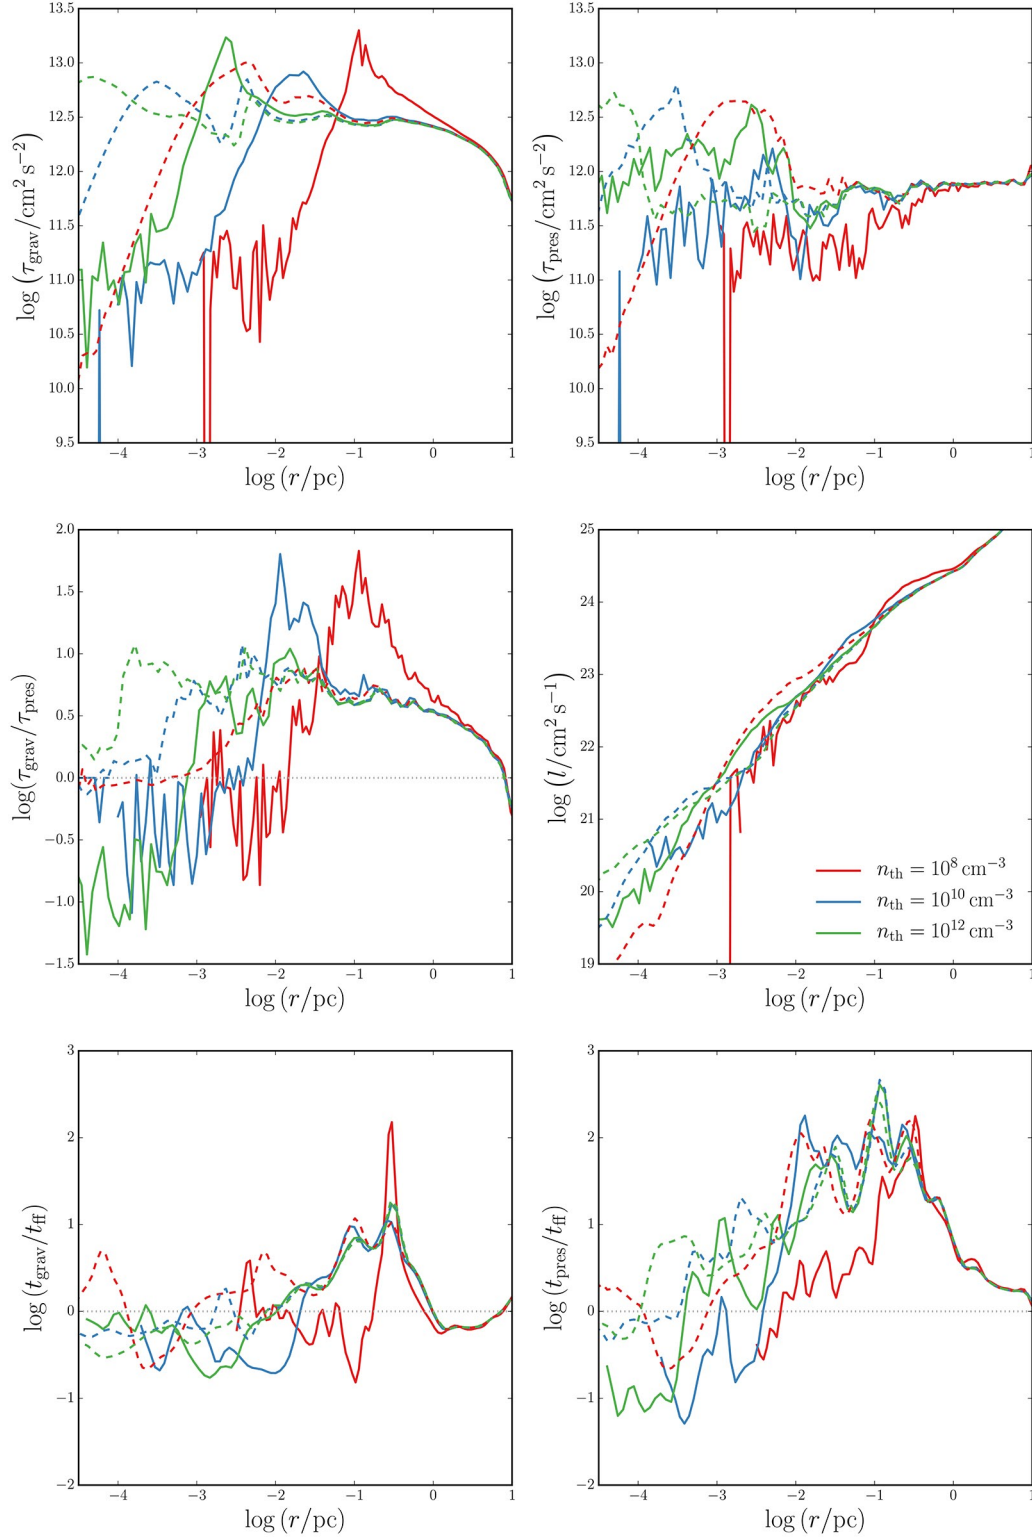 13.5 13.0 12.5 12.0 11.5 11.0 10.5 10.0 9.5
log (τ_grav/cm² s⁻²)
−4 −3 −2 −1 0 1
log (r/pc)
13.5 13.0 12.5 12.0 11.5 11.0 10.5 10.0 9.5
log (τ_pres/cm² s⁻²)
−4 −3 −2 −1 0 1
log (r/pc)
2.0 1.5 1.0 0.5 0.0 −0.5 −1.0 −1.5
log(τ_grav/τ_pres)
−4 −3 −2 −1 0 1
log (r/pc)
25 24 23 22 21 20 19
log (l/cm² s⁻¹)
n_th = 10⁸ cm⁻³
n_th = 10¹⁰ cm⁻³
n_th = 10¹² cm⁻³
−4 −3 −2 −1 0 1
log (r/pc)
3 2 1 0 −1 −2
log (t_grav/t_ff)
−4 −3 −2 −1 0 1
log (r/pc)
3 2 1 0 −1 −2
log (t_pres/t_ff)
−4 −3 −2 −1 0 1
log (r/pc)